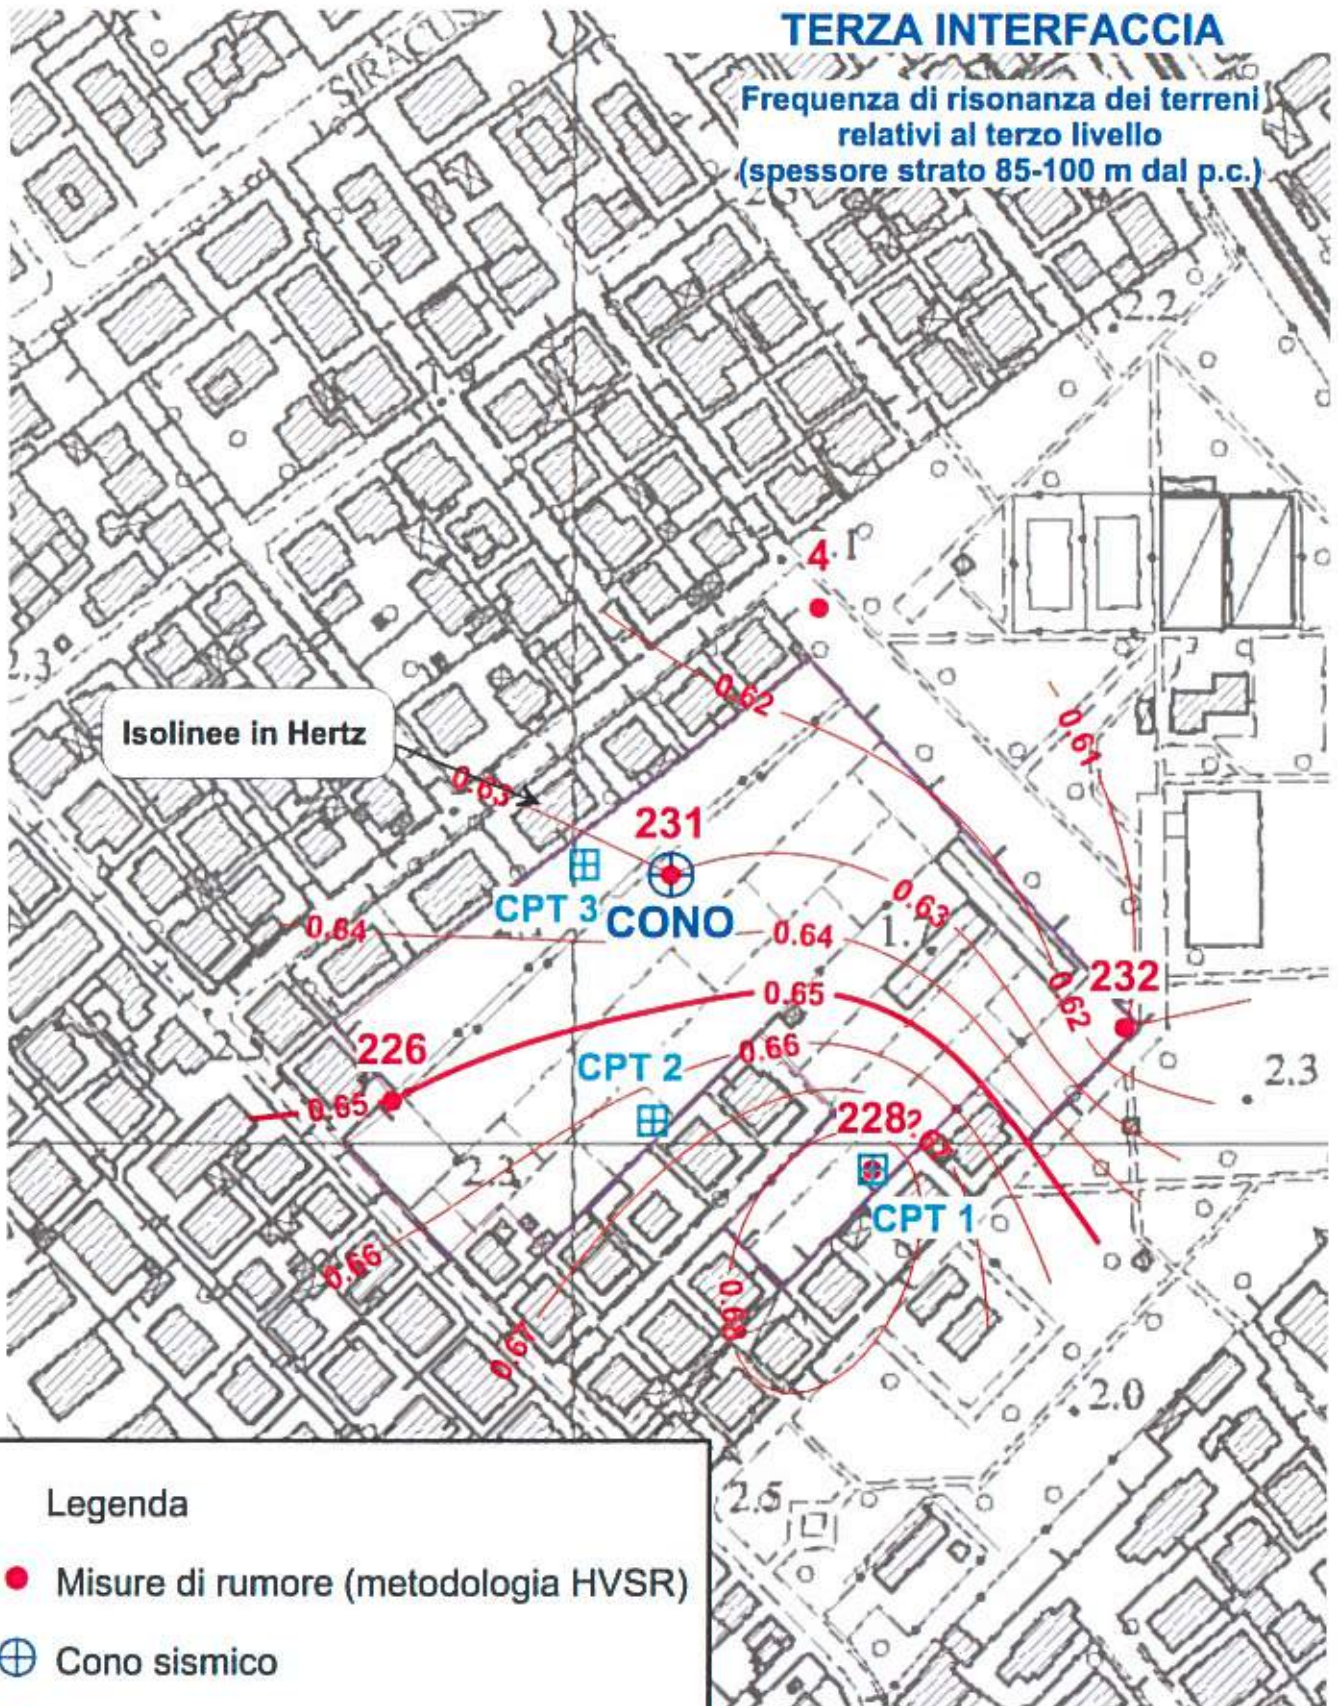 TERZA INTERFACCIA
Frequenza di risonanza dei terreni
relativi al terzo livello
(spessore strato 85-100 m dal p.c.)
2.2
4
0.62
0.61
Isolinee in Hertz
0.63
231
CPT 3
CONO
0.63
0.64
0.64
0.65
0.62
232
226
CPT 2
0.66
2.3
0.65
228
CPT 1
0.66
0.67
0.68
2.0
2.5
Legenda
Misure di rumore (metodologia HVSR)
Cono sismico